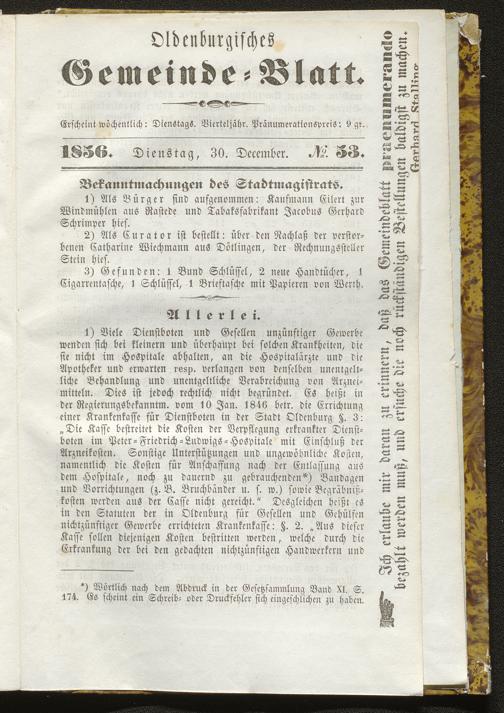 Oldenburgisches
Gemeinde-Blatt.
Erscheint wöchentlich: Dienstags. Vierteljähr. Pränumerationspreis: 9 gr.
1856. Dienstag, 30. December. №. 53.
Bekanntmachungen des Stadtmagistrats.
1) Als Bürger sind aufgenommen: Kaufmann Eilert zur
Windmühlen aus Rastede und Tabaksfabrikant Jacobus Gerhard
Schrimper hies.
2) Als Curator ist bestellt: über den Nachlaß der verstor-
benen Catharine Wiechmann aus Dötlingen, der Rechnungssteller
Stein hies.
3) Gefunden: 1 Bund Schlüssel, 2 neue Handtücher, 1
Cigarrentasche, 1 Schlüssel, 1 Brieftasche mit Papieren von Werth.
Allerlei.
1) Viele Dienstboten und Gesellen unzünftiger Gewerbe
wenden sich bei kleinern und überhaupt bei solchen Krankheiten, die
sie nicht im Hospitale abhalten, an die Hospitalärzte und die
Apotheker und erwarten resp. verlangen von denselben unentgelt-
liche Behandlung und unentgeltliche Verabreichung von Arznei-
mitteln. Dies ist jedoch rechtlich nicht begründet. Es heißt in
der Regierungsbekanntm. vom 10 Jan. 1846 betr. die Errichtung
einer Krankenkasse für Dienstboten in der Stadt Oldenburg §. 3:
„Die Kasse bestreitet die Kosten der Verpflegung erkrankter Dienst-
boten im Peter-Friedrich-Ludwigs-Hospitale mit Einschluß der
Arzneikosten. Sonstige Unterstützungen und ungewöhnliche Kosten,
namentlich die Kosten für Anschaffung nach der Entlassung aus
dem Hospitale, noch zu dauernd zu gebrauchenden*) Bandagen
und Vorrichtungen (z. B. Bruchbänder u. s. w.) sowie Begräbniß-
kosten werden aus der Casse nicht gereicht.“ Desgleichen heißt es
in den Statuten der in Oldenburg für Gesellen und Gehülfen
nichtzünftiger Gewerbe errichteten Krankenkasse: §. 2. „Aus dieser
Kasse sollen diejenigen Kosten bestritten werden, welche durch die
Erkrankung der bei den gedachten nichtzünftigen Handwerkern und
*) Wörtlich nach dem Abdruck in der Gesetzsammlung Band XI. S.
174. Es scheint ein Schreib- oder Druckfehler sich eingeschlichen zu haben.
Ich erlaube mir daran zu erinnern, daß das Gemeindeblatt praenumerando
bezahlt werden muß, und ersuche die noch rückständigen Bestellungen baldigst zu machen.
Gerhard Stalling